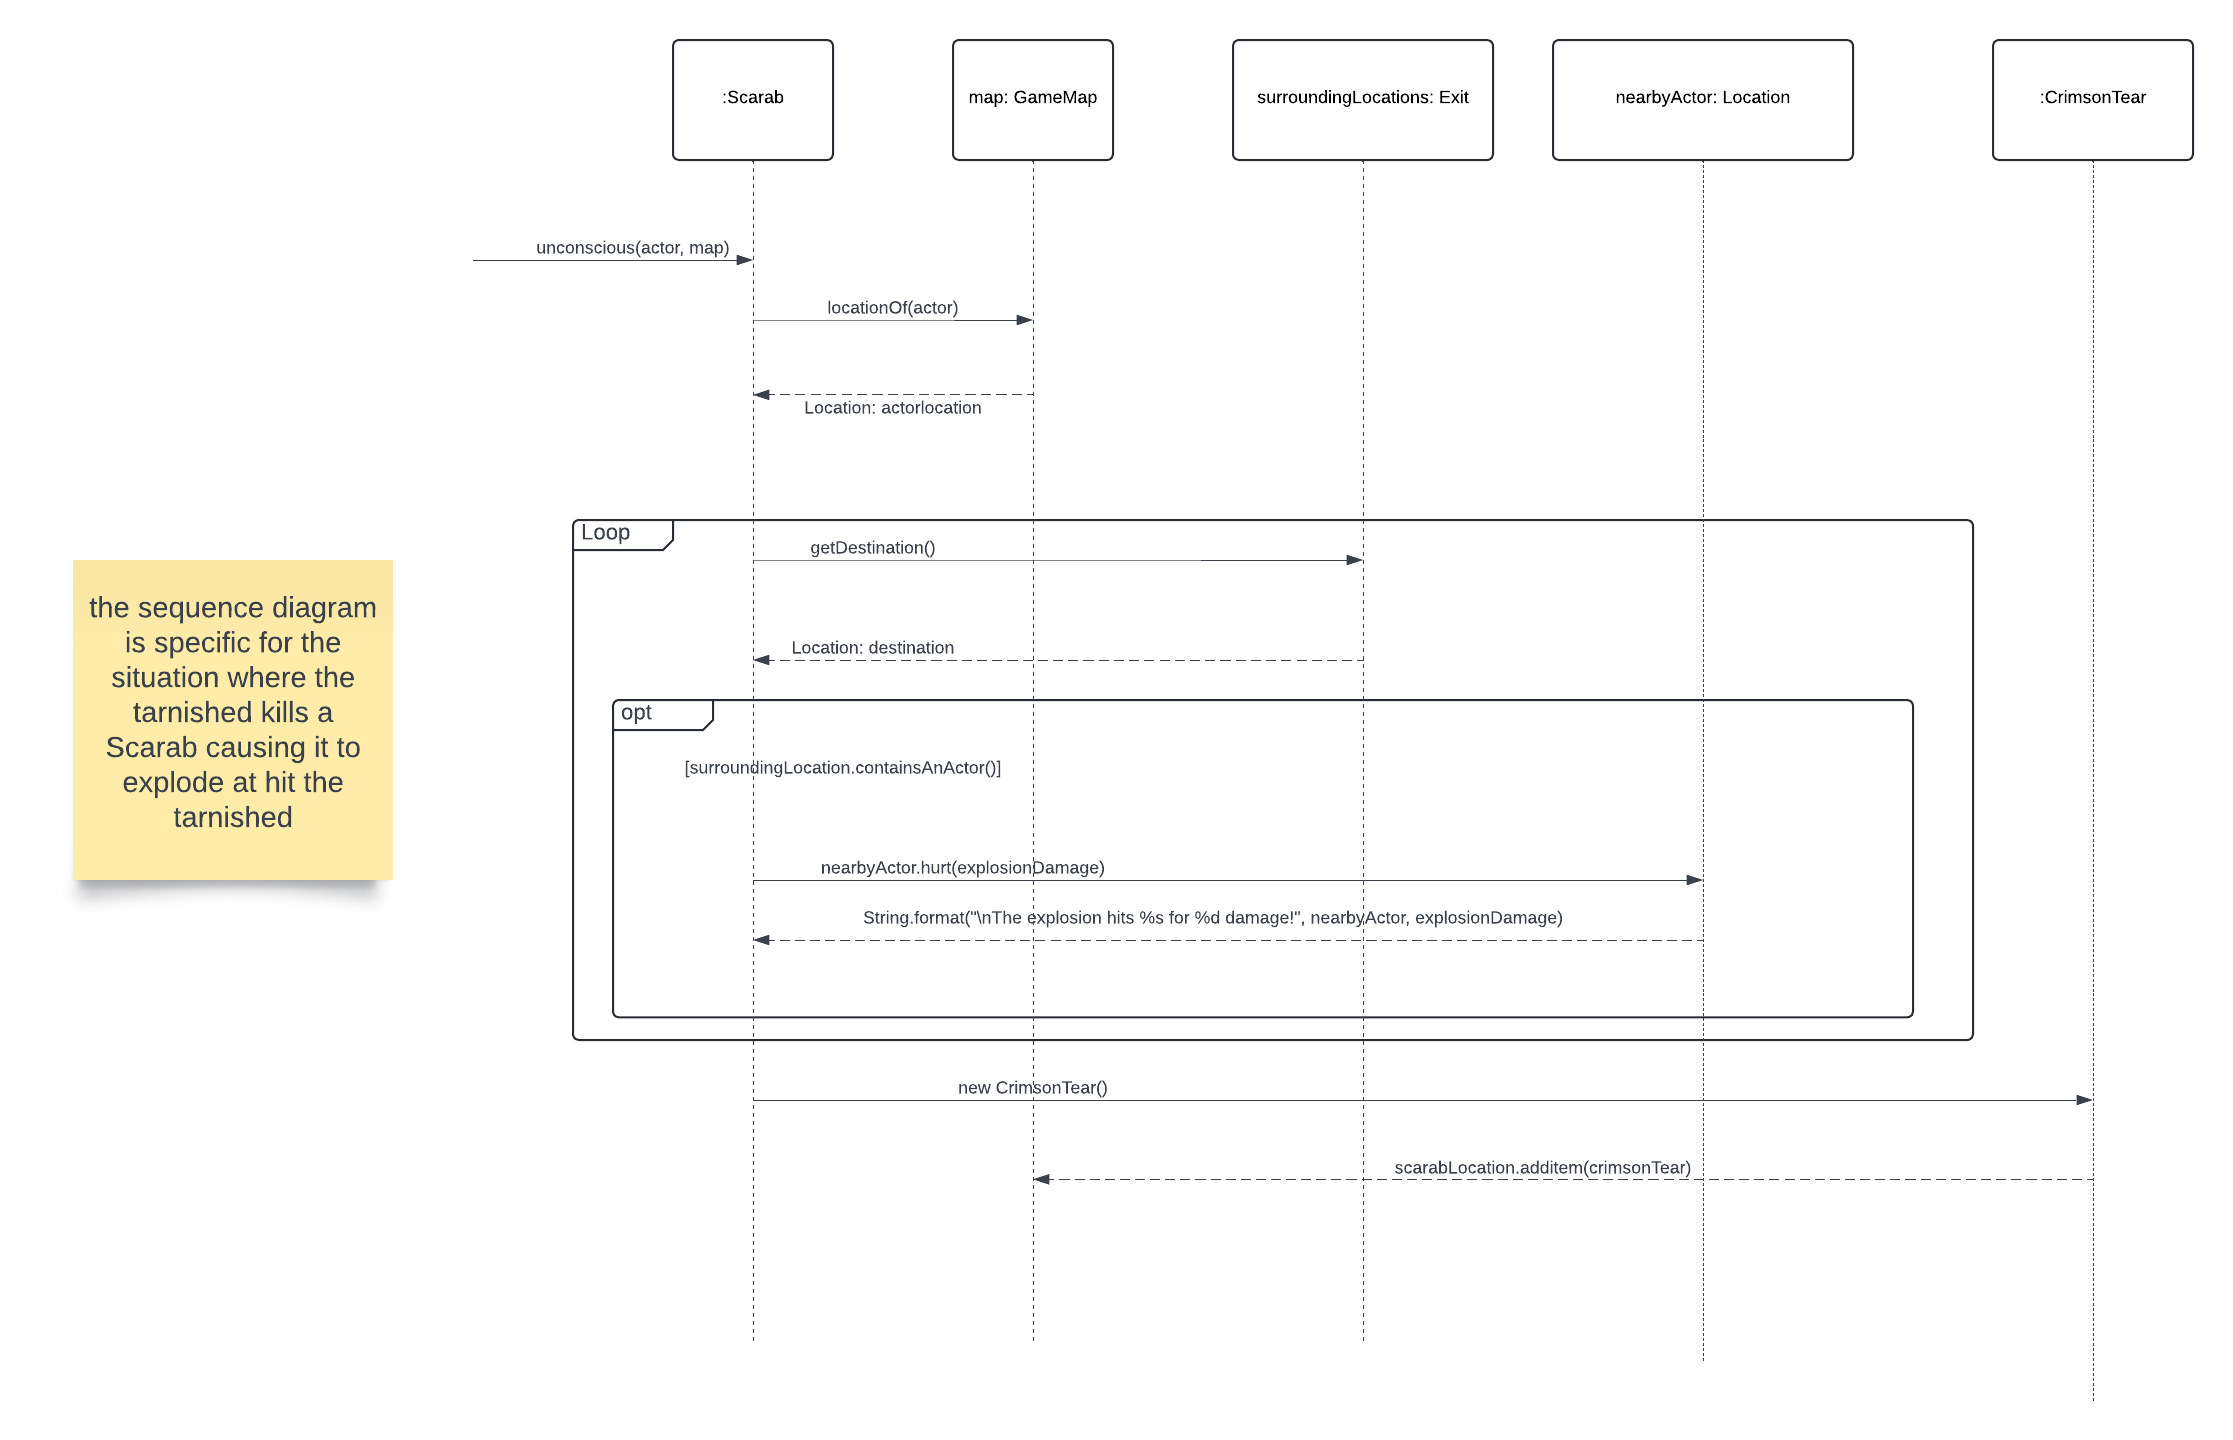 :Scarab
map: GameMap
surroundingLocations: Exit
nearbyActor: Location
:CrimsonTear
unconscious(actor, map)
locationOf(actor)
Location: actorlocation
Loop
getDestination()
the sequence diagram
is specific for the
situation where the
tarnished kills a
Scarab causing it to
explode at hit the
tarnished
Location: destination
opt
[surroundingLocation.containsAnActor()]
nearbyActor.hurt(explosionDamage)
String.format("\nThe explosion hits %s for %d damage!", nearbyActor, explosionDamage)
new CrimsonTear()
scarabLocation.additem(crimsonTear)